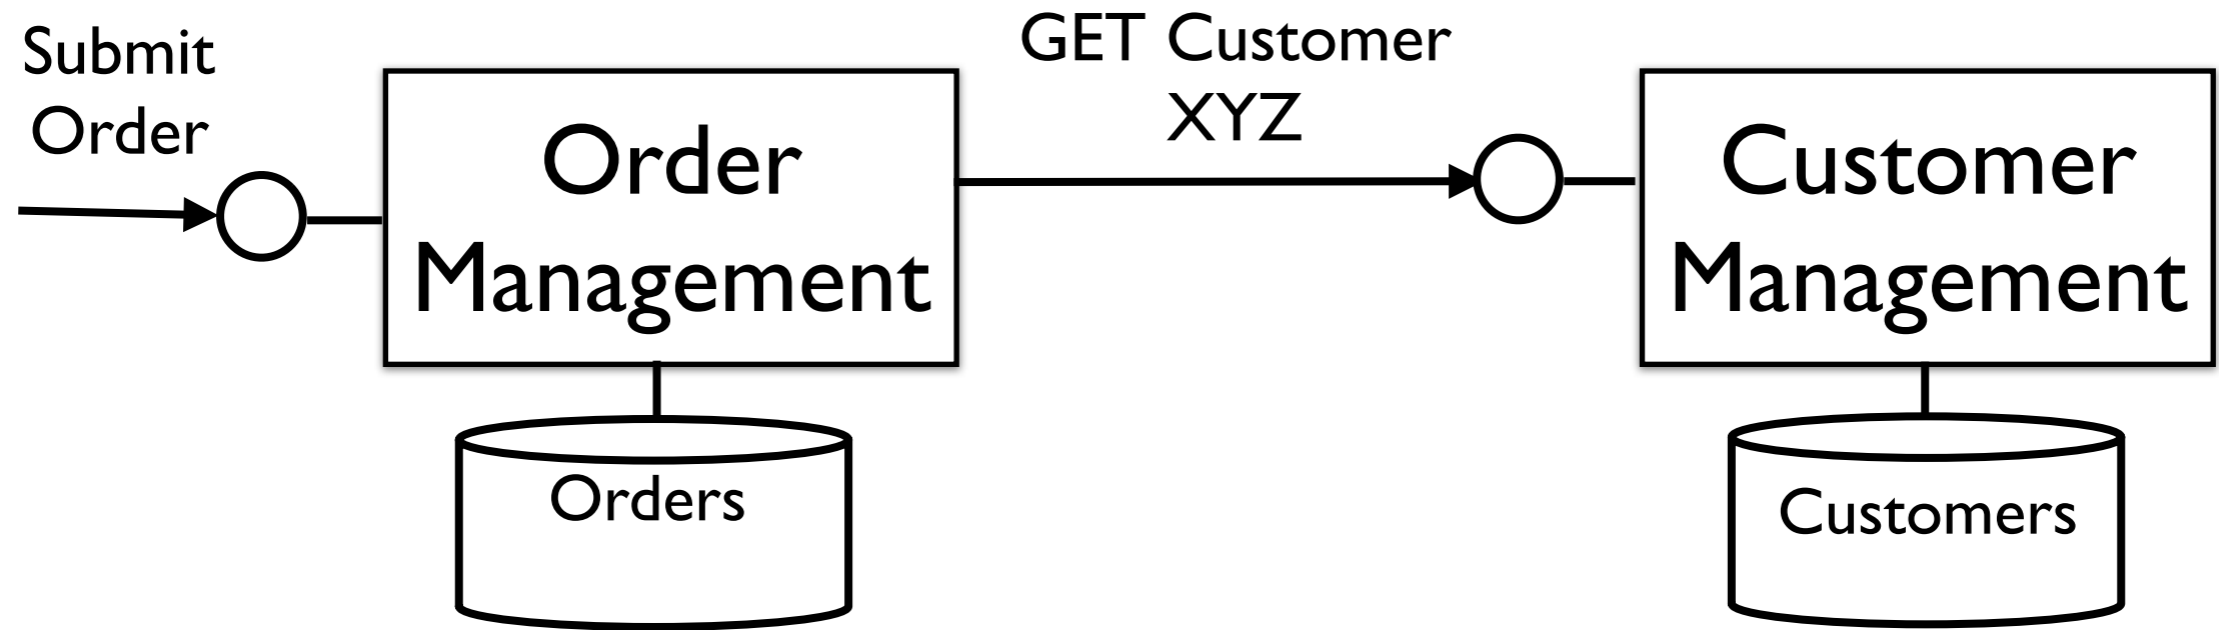 Submit
Order
Order
Management
GET Customer
XYZ
Customer
Management
Orders
Customers